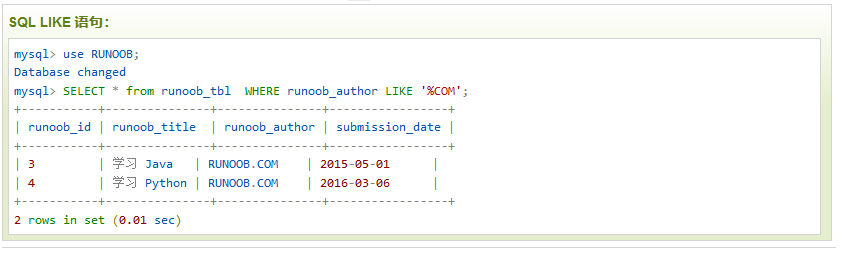 SQL LIKE 语句：
mysql> use RUNOOB;
Database changed
mysql> SELECT * from runoob_tbl  WHERE runoob_author LIKE '%COM';
+-----------+---------------+---------------+-----------------+
| runoob_id | runoob_title  | runoob_author | submission_date |
+-----------+---------------+---------------+-----------------+
| 3         | 学习 Java   | RUNOOB.COM    | 2015-05-01      |
| 4         | 学习 Python | RUNOOB.COM    | 2016-03-06      |
+-----------+---------------+---------------+-----------------+
2 rows in set (0.01 sec)